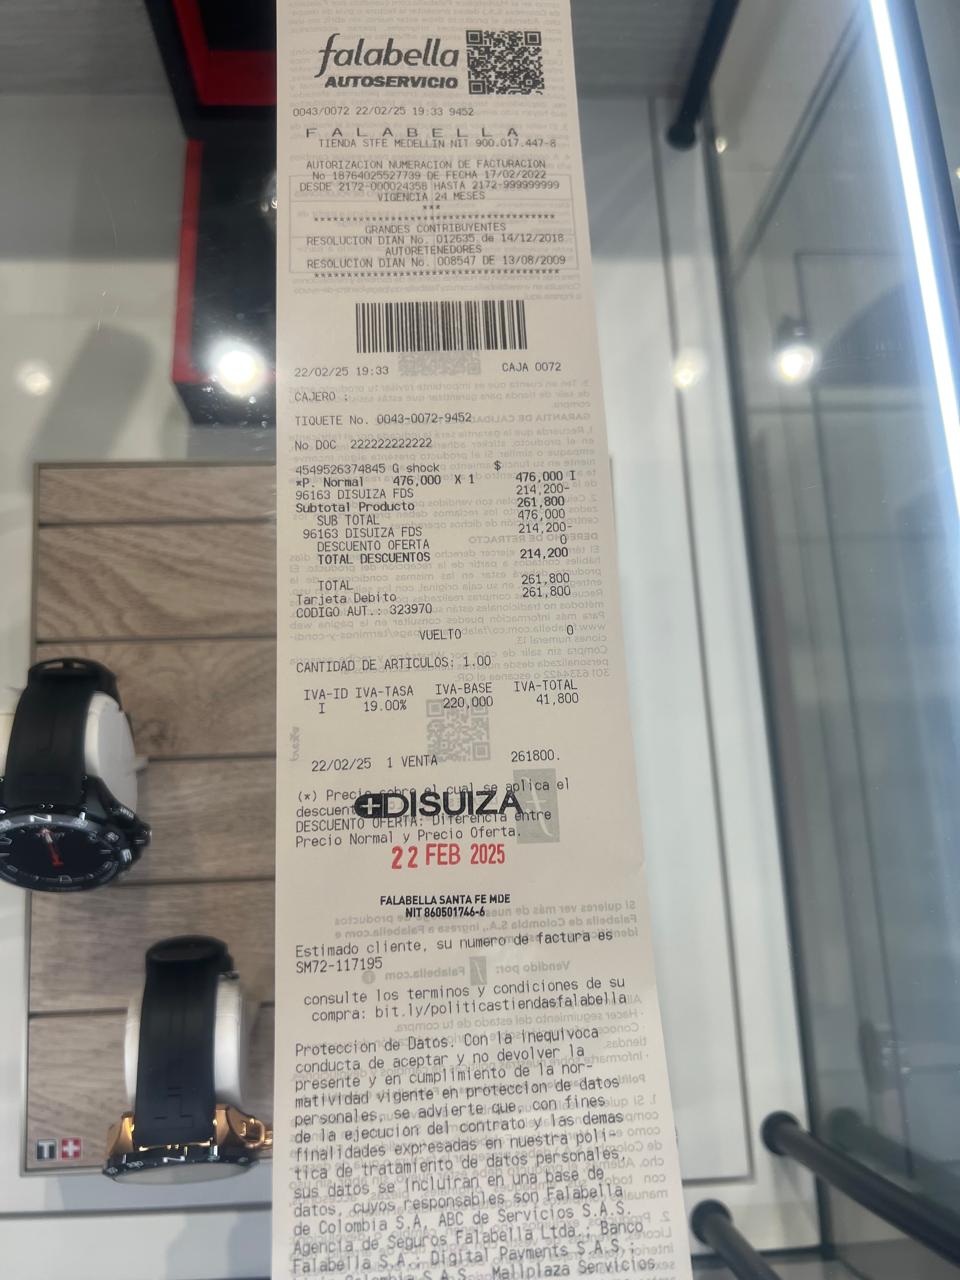 falabella
AUTOSERVICIO
0043/0072 22/02/25 19:33 9452
F A L A B E L L A
TIENDA STFE MEDELLIN NIT 900.017.447-8
AUTORIZACION NUMERACION DE FACTURACION
No 18764025527739 DE FECHA 17/02/2022
DESDE 2172-000024358 HASTA 2172-999999999
VIGENCIA 24 MESES
***
****************************************
GRANDES CONTRIBUYENTES
RESOLUCION DIAN No. 012635 de 14/12/2018
AUTORETENEDORES
RESOLUCION DIAN No. 008547 DE 13/08/2009
****************************************
22/02/25 19:33 CAJA 0072
CAJERO :
TIQUETE No. 0043-0072-9452
No DOC 222222222222
4549526374845 G shock $
*P. Normal 476,000 X 1 476,000 I
96163 DISUIZA FDS 214,200-
Subtotal Producto 261,800
SUB TOTAL 476,000
96163 DISUIZA FDS 214,200-
DESCUENTO OFERTA 0
TOTAL DESCUENTOS 214,200
TOTAL 261,800
Tarjeta Debito 261,800
CODIGO AUT.: 323970
VUELTO 0
CANTIDAD DE ARTICULOS: 1.00
IVA-ID IVA-TASA IVA-BASE IVA-TOTAL
I 19.00% 220,000 41,800
22/02/25 1 VENTA 261800.
(*) Precio sobre el cual se aplica el
descuent
DISUIZA
DESCUENTO OFERTA: Diferencia entre
Precio Normal y Precio Oferta.
22 FEB 2025
FALABELLA SANTA FE MDE
NIT 860501746-6
Estimado cliente, su numero de factura es
SM72-117195
consulte los terminos y condiciones de su
compra: bit.ly/politicastiendasfalabella
Protección de Datos. Con la inequivoca
conducta de aceptar y no devolver la
presente y en cumplimiento de la nor-
matividad vigente en proteccion de datos
personales, se advierte que, con fines
de la ejecución del contrato y las demas
finalidades expresadas en nuestra poli-
tica de tratamiento de datos personales,
sus datos se incluiran en una base de
datos, cuyos responsables son Falabella
de Colombia S.A, ABC de Servicios S.A.S.
Agencia de Seguros Falabella Ltda., Banco
Falabella S.A., Digital Payments S.A.S.,
Colombia S.A.S., Mallplaza Servicios